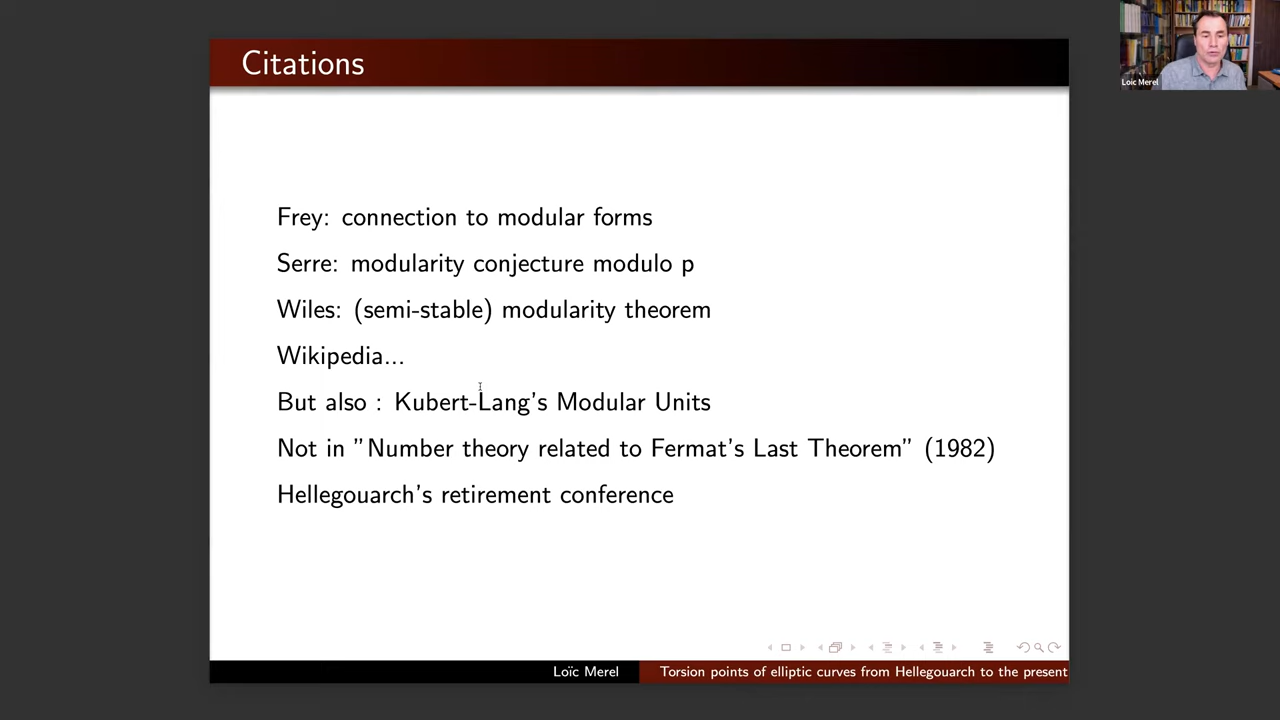 Citations
Loic Merel
Frey: connection to modular forms
Serre: modularity conjecture modulo p
Wiles: (semi-stable) modularity theorem
Wikipedia...
But also : Kubert-Lang's Modular Units
Not in ”Number theory related to Fermat's Last Theorem” (1982)
Hellegouarch's retirement conference
Loïc Merel
Torsion points of elliptic curves from Hellegouarch to the present